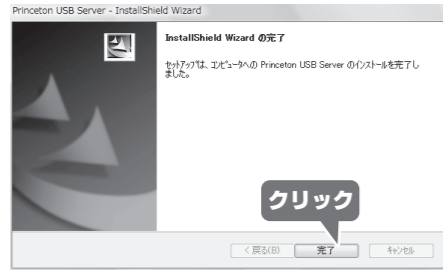 Princeton USB Server - InstallShield Wizard
InstallShield Wizard の完了
セットアップは、コンピュータへの Princeton USB Server のインストールを完了し
ました。
クリック
< 戻る(B) 完了 キャンセル